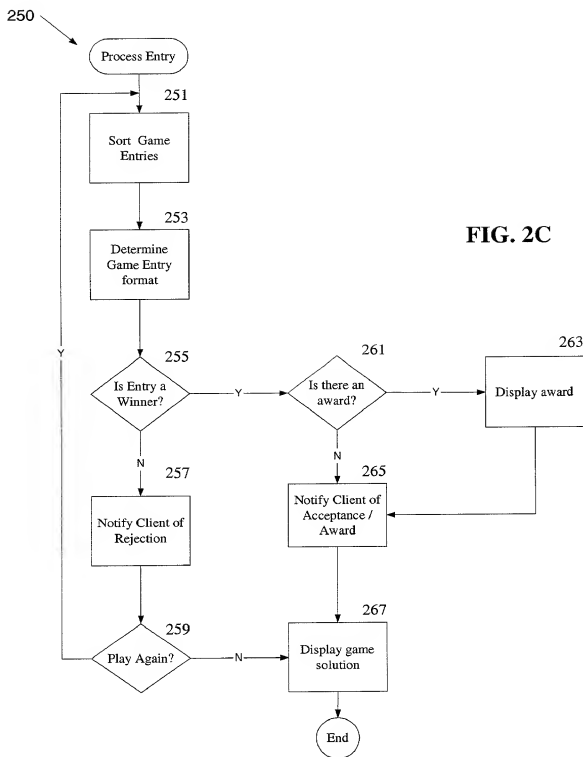 250
Process Entry
251
Sort Game
Entries
253
Determine
Game Entry
format
FIG. 2C
255
Is Entry a
Winner?
Y
261
Is there an
award?
Y
263
Display award
Y
N
257
Notify Client of
Rejection
N
265
Notify Client of
Acceptance /
Award
259
Play Again?
N
267
Display game
solution
End